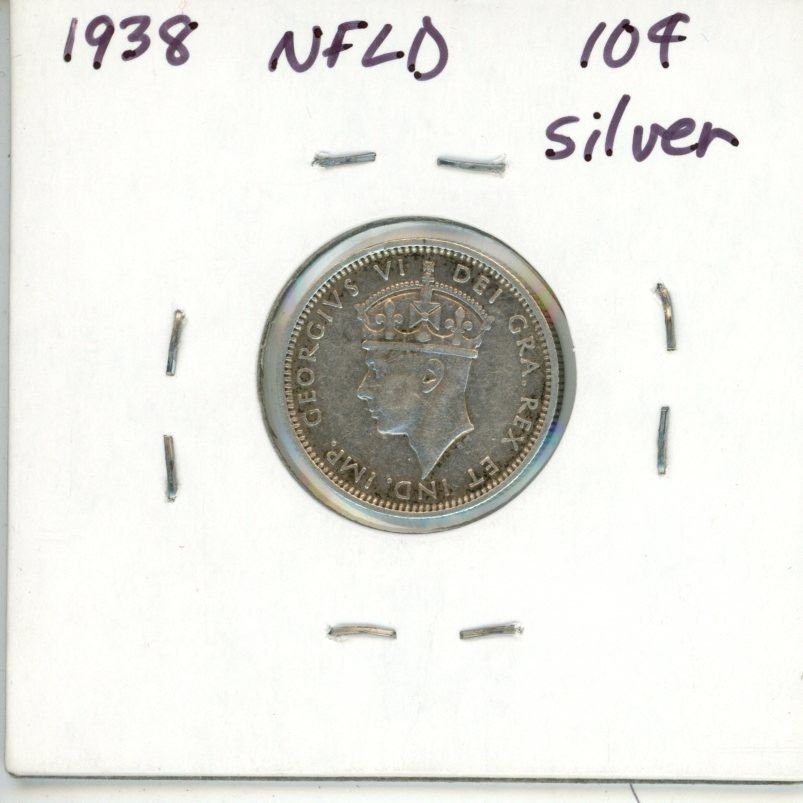 1938 NFLD 10¢
silver
GEORGIVS VI DEI GRA. REX ET IND. IMP.